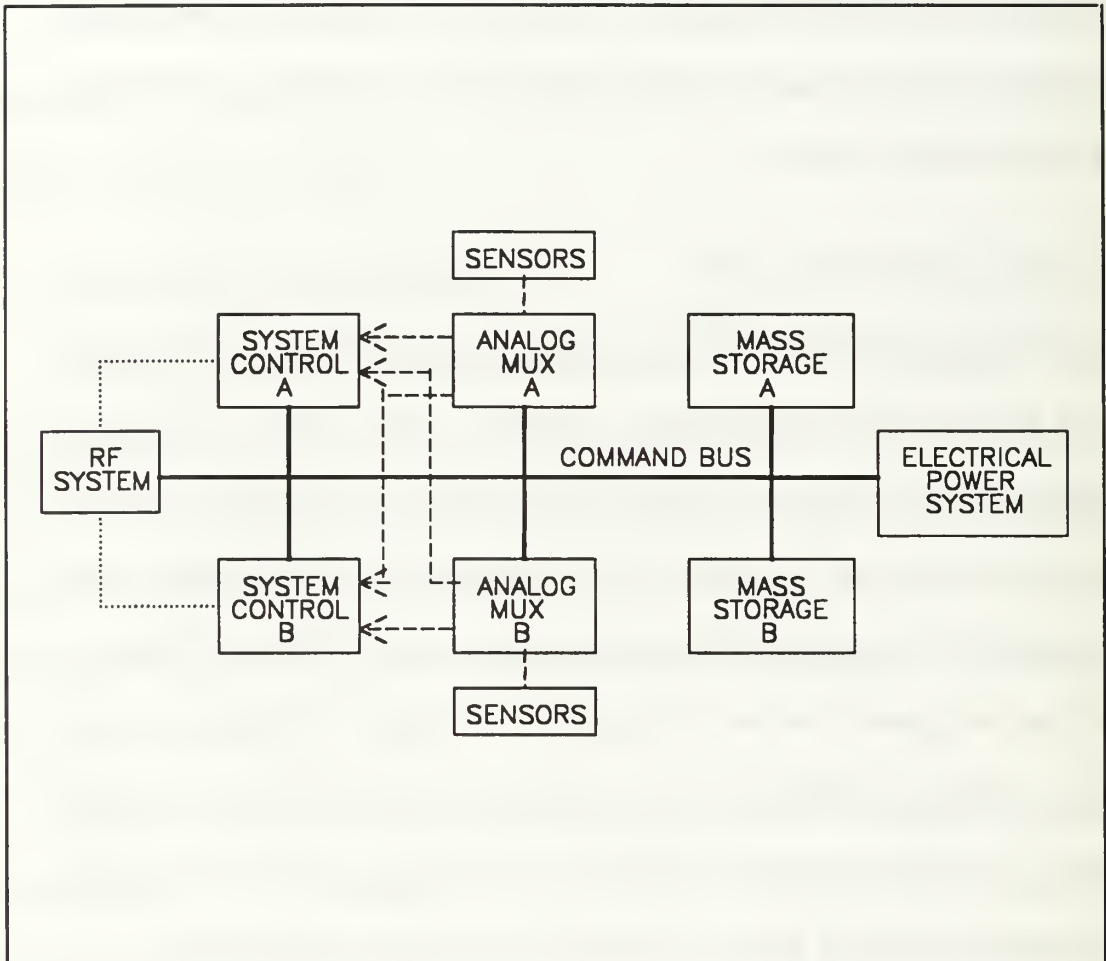 SENSORS
SYSTEM
CONTROL
A
ANALOG
MUX
A
MASS
STORAGE
A
RF
SYSTEM
COMMAND BUS
ELECTRICAL
POWER
SYSTEM
SYSTEM
CONTROL
B
ANALOG
MUX
B
MASS
STORAGE
B
SENSORS